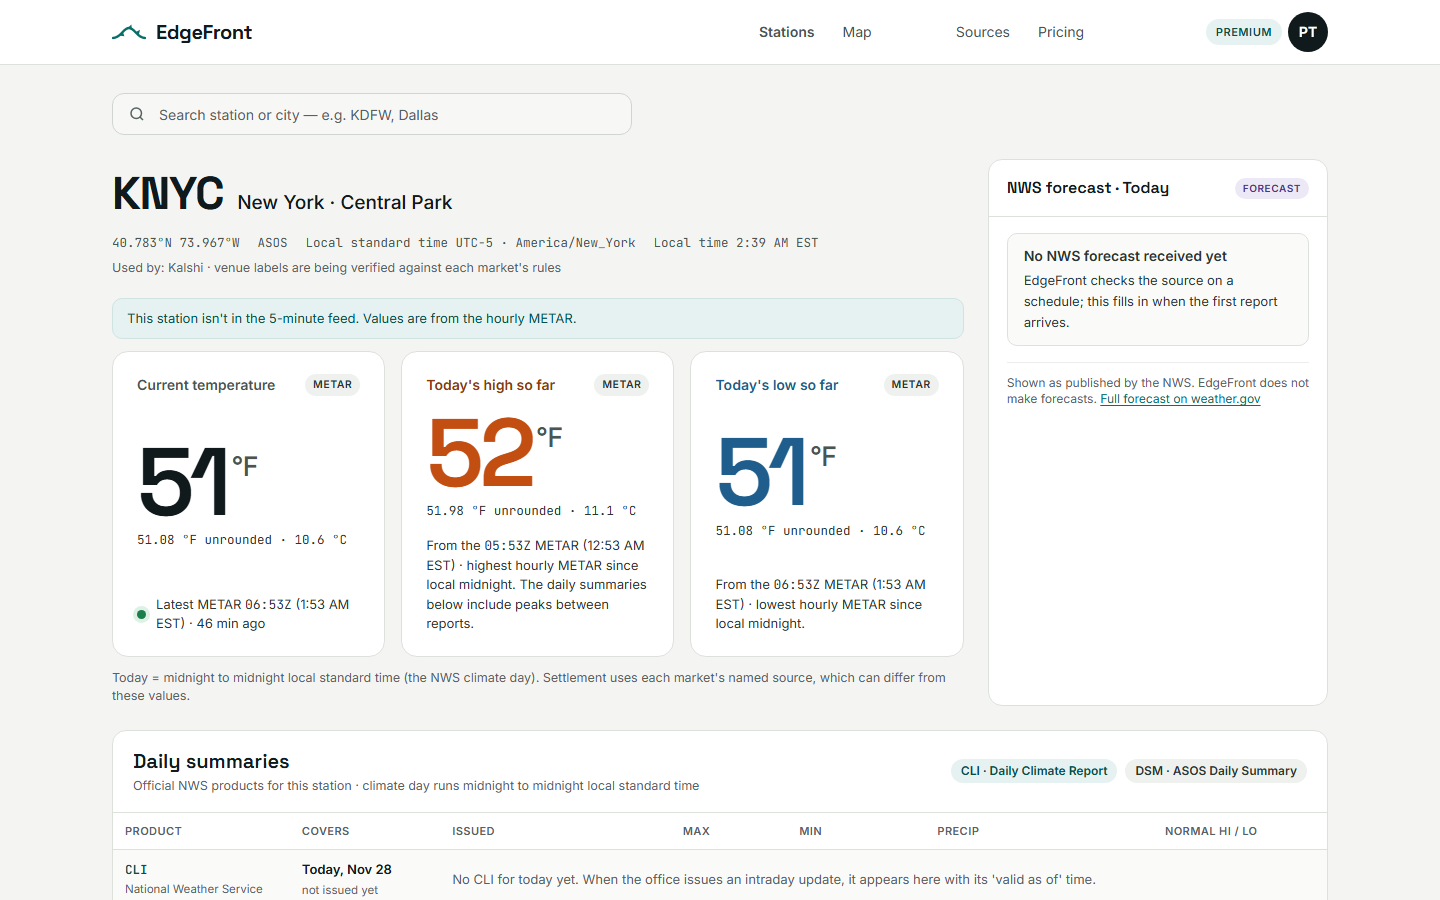 EdgeFront
Stations
Map
Sources
Pricing
PREMIUM
PT
Search station or city — e.g. KDFW, Dallas
KNYC New York · Central Park
40.783°N 73.967°W ASOS Local standard time UTC-5 · America/New_York Local time 2:39 AM EST
Used by: Kalshi · venue labels are being verified against each market's rules
This station isn't in the 5-minute feed. Values are from the hourly METAR.
Current temperature METAR
51°F
51.08 °F unrounded · 10.6 °C
Latest METAR 06:53Z (1:53 AM
EST) · 46 min ago
Today's high so far METAR
52°F
51.98 °F unrounded · 11.1 °C
From the 05:53Z METAR (12:53 AM
EST) · highest hourly METAR since
local midnight. The daily summaries
below include peaks between
reports.
Today's low so far METAR
51°F
51.08 °F unrounded · 10.6 °C
From the 06:53Z METAR (1:53 AM
EST) · lowest hourly METAR since
local midnight.
Today = midnight to midnight local standard time (the NWS climate day). Settlement uses each market's named source, which can differ from
these values.
NWS forecast · Today FORECAST
No NWS forecast received yet
EdgeFront checks the source on a
schedule; this fills in when the first report
arrives.
Shown as published by the NWS. EdgeFront does not
make forecasts. Full forecast on weather.gov
Daily summaries
Official NWS products for this station · climate day runs midnight to midnight local standard time
CLI · Daily Climate Report
DSM · ASOS Daily Summary
PRODUCT COVERS ISSUED MAX MIN PRECIP NORMAL HI / LO
CLI
National Weather Service
Today, Nov 28
not issued yet
No CLI for today yet. When the office issues an intraday update, it appears here with its 'valid as of' time.